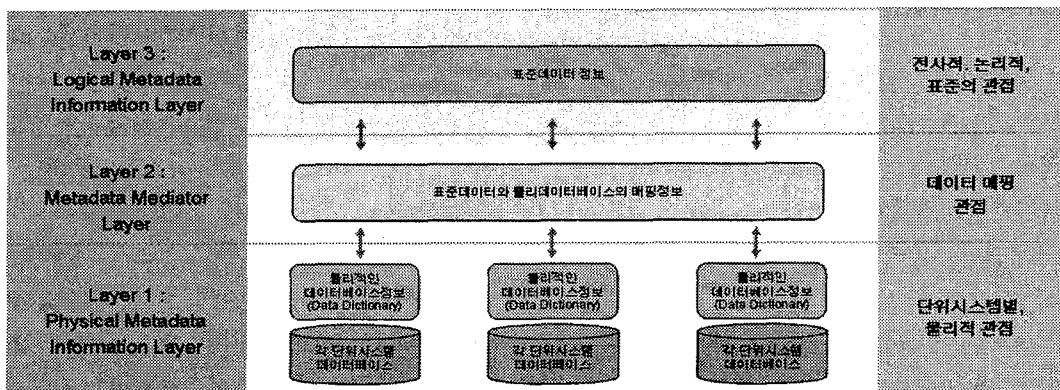 Layer 3 :
Logical Metadata
Information Layer
표준데이터 정보
전사적, 논리적,
표준의 관점
Layer 2 :
Metadata Mediator
Layer
표준데이터와 물리데이터베이스의 매핑정보
데이터 매핑
관점
Layer 1 :
Physical Metadata
Information Layer
물리적인
데이터베이스정보
(Data Dictionary)
각 단위시스템
데이터베이스
물리적인
데이터베이스정보
(Data Dictionary)
각 단위시스템
데이터베이스
물리적인
데이터베이스정보
(Data Dictionary)
각 단위시스템
데이터베이스
단위시스템별,
물리적 관점